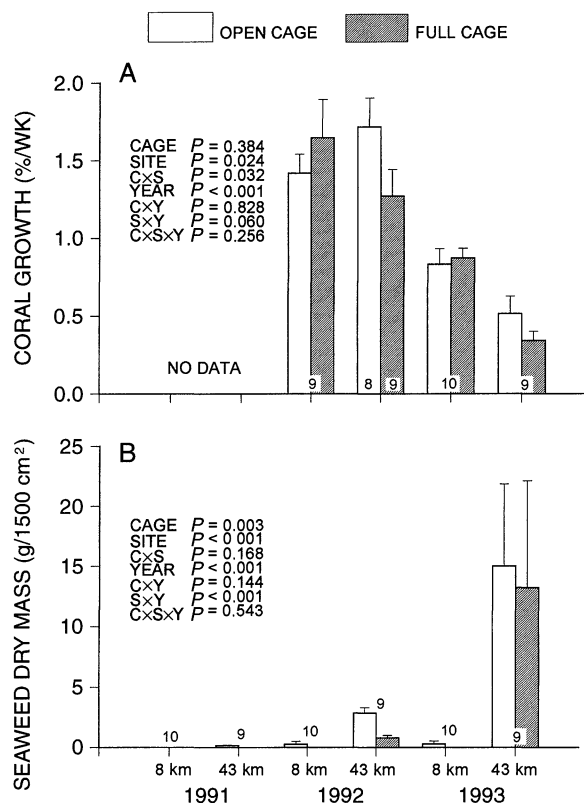 OPEN CAGE FULL CAGE
A
CORAL GROWTH (%/WK)
2.0
1.5
1.0
0.5
0.0
CAGE P = 0.384
SITE P = 0.024
C×S P = 0.032
YEAR P < 0.001
C×Y P = 0.828
S×Y P = 0.060
C×S×Y P = 0.256
NO DATA
9 8 9 10 9
B
SEAWEED DRY MASS (g/1500 cm²)
25
20
15
10
5
0
CAGE P = 0.003
SITE P < 0.001
C×S P = 0.168
YEAR P < 0.001
C×Y P = 0.144
S×Y P < 0.001
C×S×Y P = 0.543
10 9 10 9 10 9
8 km 43 km 8 km 43 km 8 km 43 km
1991 1992 1993